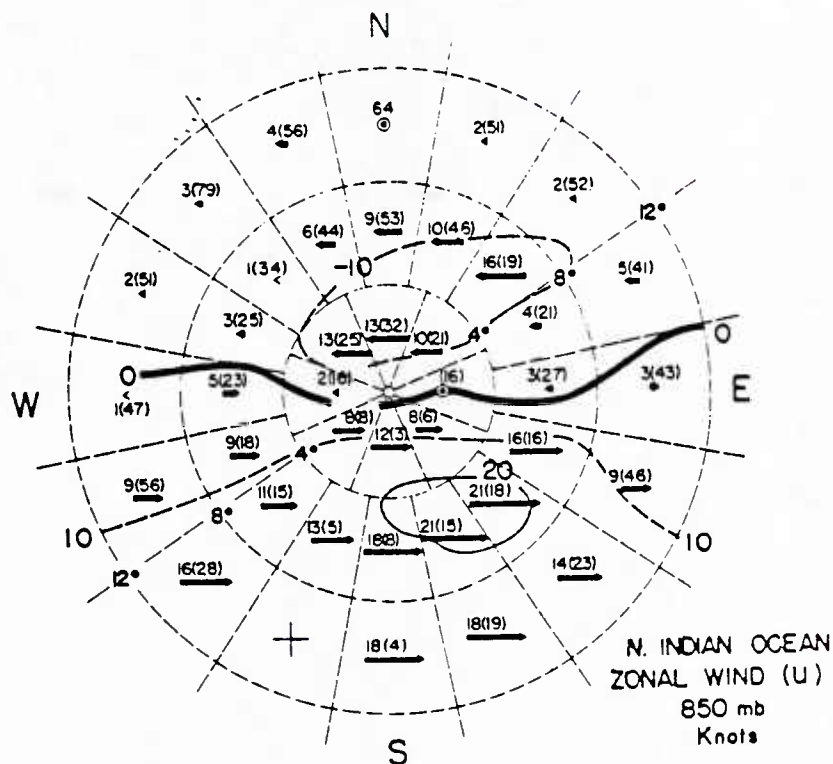 N
64
4(56) 2(51)
3(79) 2(52)
12°
9(53)
6(44) 10(46)
1(34) -10 16(19) 5(41)
8°
2(51)
3(25) 13(32) 4° 4(21)
13(25) 10(21)
0
0 5(23) 2(18) (16) 3(27) 3(43)
W 1(47) E
8(8) 8(6)
9(18) 4° 12(3) 16(16)
20
9(56) 11(15) 21(18) 9(46)
10 8° 13(5) 18(8) 21(15) 10
12° 16(28) 14(23)
18(4) 18(19)
S
N. INDIAN OCEAN
ZONAL WIND (U)
850 mb
Knots